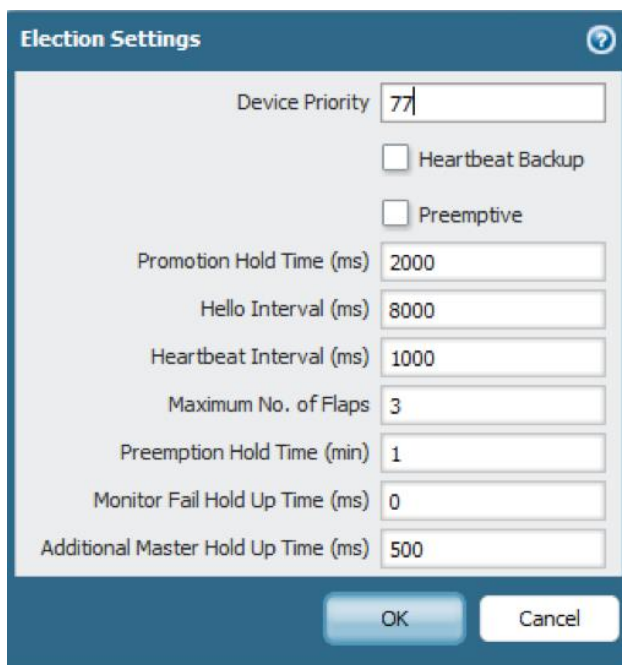 Election Settings ?
Device Priority 77
Heartbeat Backup
Preemptive
Promotion Hold Time (ms) 2000
Hello Interval (ms) 8000
Heartbeat Interval (ms) 1000
Maximum No. of Flaps 3
Preemption Hold Time (min) 1
Monitor Fail Hold Up Time (ms) 0
Additional Master Hold Up Time (ms) 500
OK Cancel